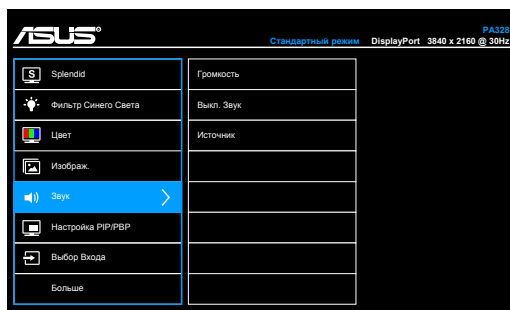 ASUS
PA328
Стандартный режим DisplayPort 3840 x 2160 @ 30Hz
S Splendid
Громкость
Фильтр Синего Света
Выкл. Звук
Цвет
Источник
Изображ.
Звук
Настройка PIP/PBP
Выбор Входа
Больше